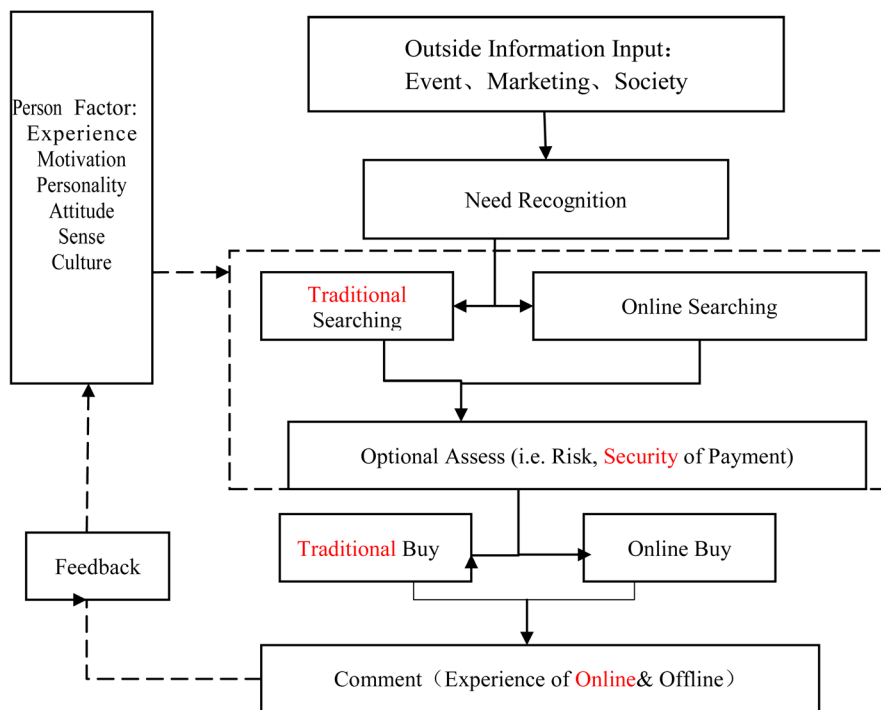 Outside Information Input：
Event、Marketing、Society
Person Factor:
Experience
Motivation
Personality
Attitude
Sense
Culture
Need Recognition
Traditional
Searching
Online Searching
Optional Assess (i.e. Risk, Security of Payment)
Traditional Buy
Online Buy
Feedback
Comment（Experience of Online& Offline）